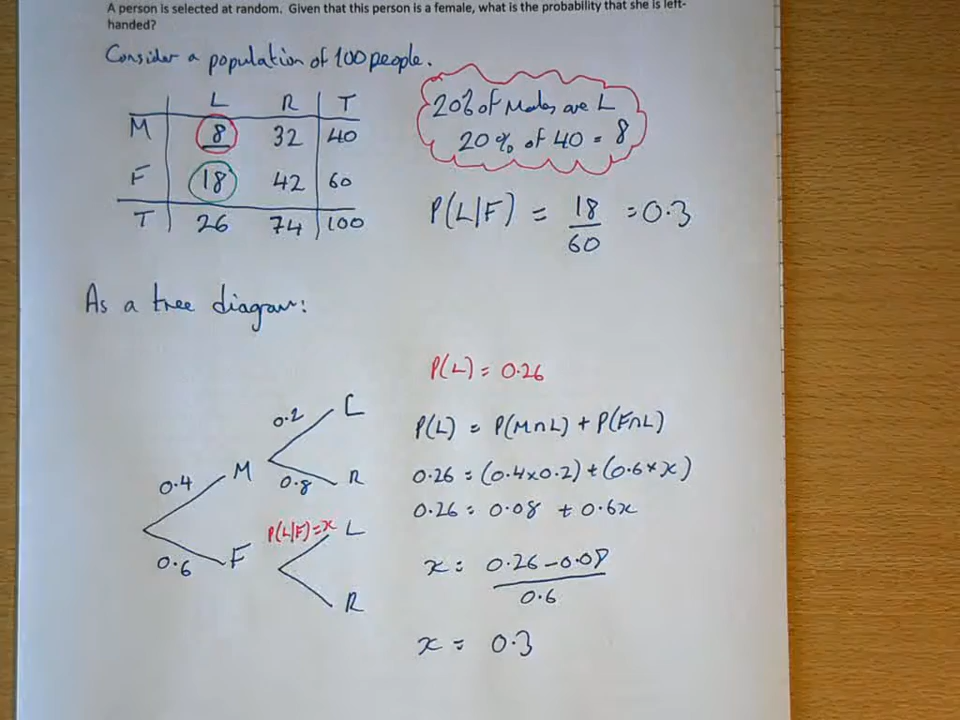 A person is selected at random. Given that this person is a female, what is the probability that she is left-
handed?
Consider a population of 100 people.
L R T
M 8 32 40
F 18 42 60
T 26 74 100
20% of Males are L
20% of 40 = 8
P(L|F) = 18/60 = 0.3
As a tree diagram:
0.4 M
0.2 L
0.8 R
0.6 F
P(L|F)=x L
R
P(L) = 0.26
P(L) = P(M∩L) + P(F∩L)
0.26 = (0.4×0.2) + (0.6×x)
0.26 = 0.08 + 0.6x
x = 0.26 - 0.08
0.6
x = 0.3